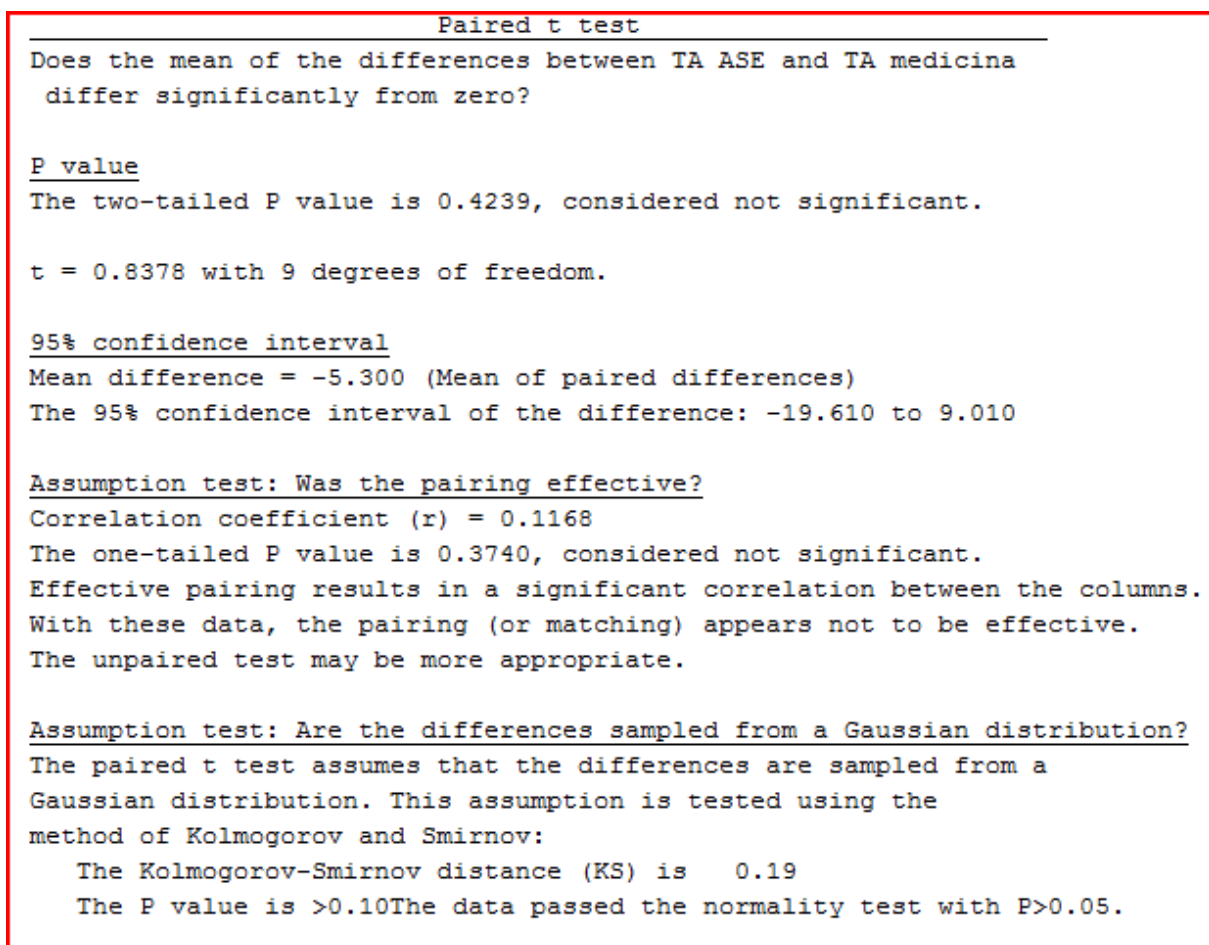 Paired t test
Does the mean of the differences between TA ASE and TA medicina
differ significantly from zero?
P value
The two-tailed P value is 0.4239, considered not significant.
t = 0.8378 with 9 degrees of freedom.
95% confidence interval
Mean difference = -5.300 (Mean of paired differences)
The 95% confidence interval of the difference: -19.610 to 9.010
Assumption test: Was the pairing effective?
Correlation coefficient (r) = 0.1168
The one-tailed P value is 0.3740, considered not significant.
Effective pairing results in a significant correlation between the columns.
With these data, the pairing (or matching) appears not to be effective.
The unpaired test may be more appropriate.
Assumption test: Are the differences sampled from a Gaussian distribution?
The paired t test assumes that the differences are sampled from a
Gaussian distribution. This assumption is tested using the
method of Kolmogorov and Smirnov:
The Kolmogorov-Smirnov distance (KS) is 0.19
The P value is >0.10The data passed the normality test with P>0.05.